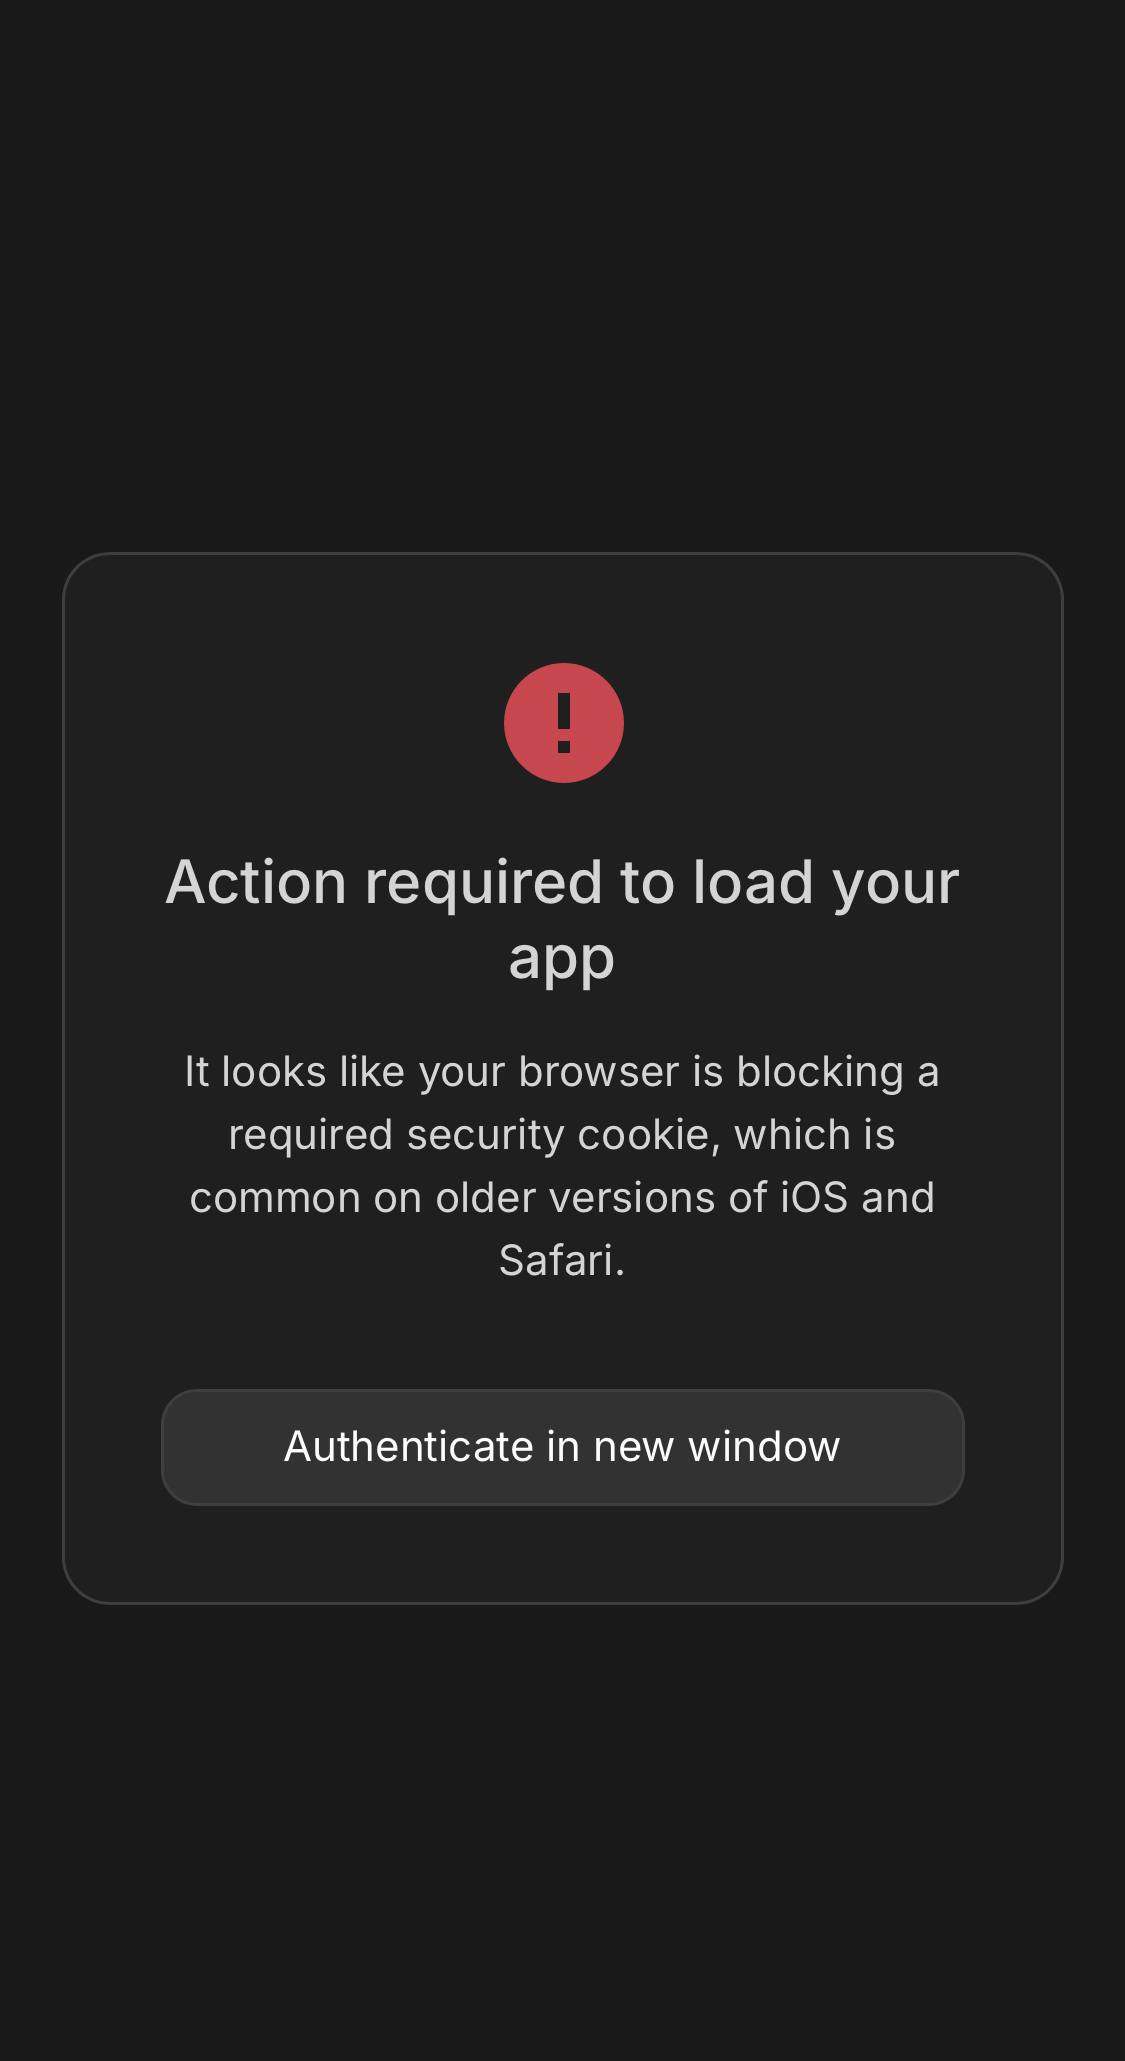 Action required to load your
app
It looks like your browser is blocking a
required security cookie, which is
common on older versions of iOS and
Safari.
Authenticate in new window